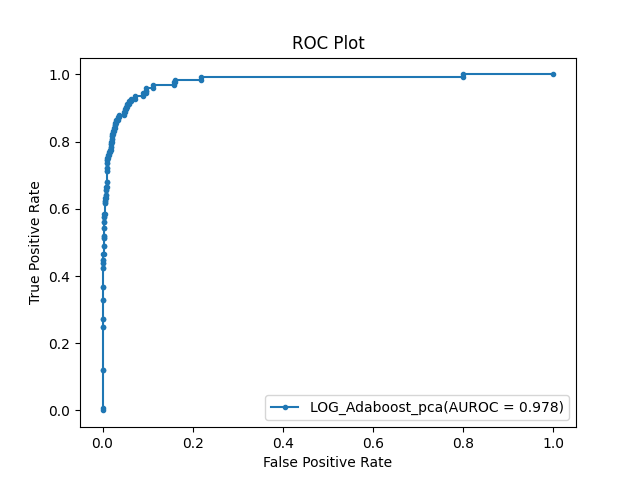 ROC Plot
True Positive Rate
1.0
0.8
0.6
0.4
0.2
0.0
LOG_Adaboost_pca(AUROC = 0.978)
0.0 0.2 0.4 0.6 0.8 1.0
False Positive Rate